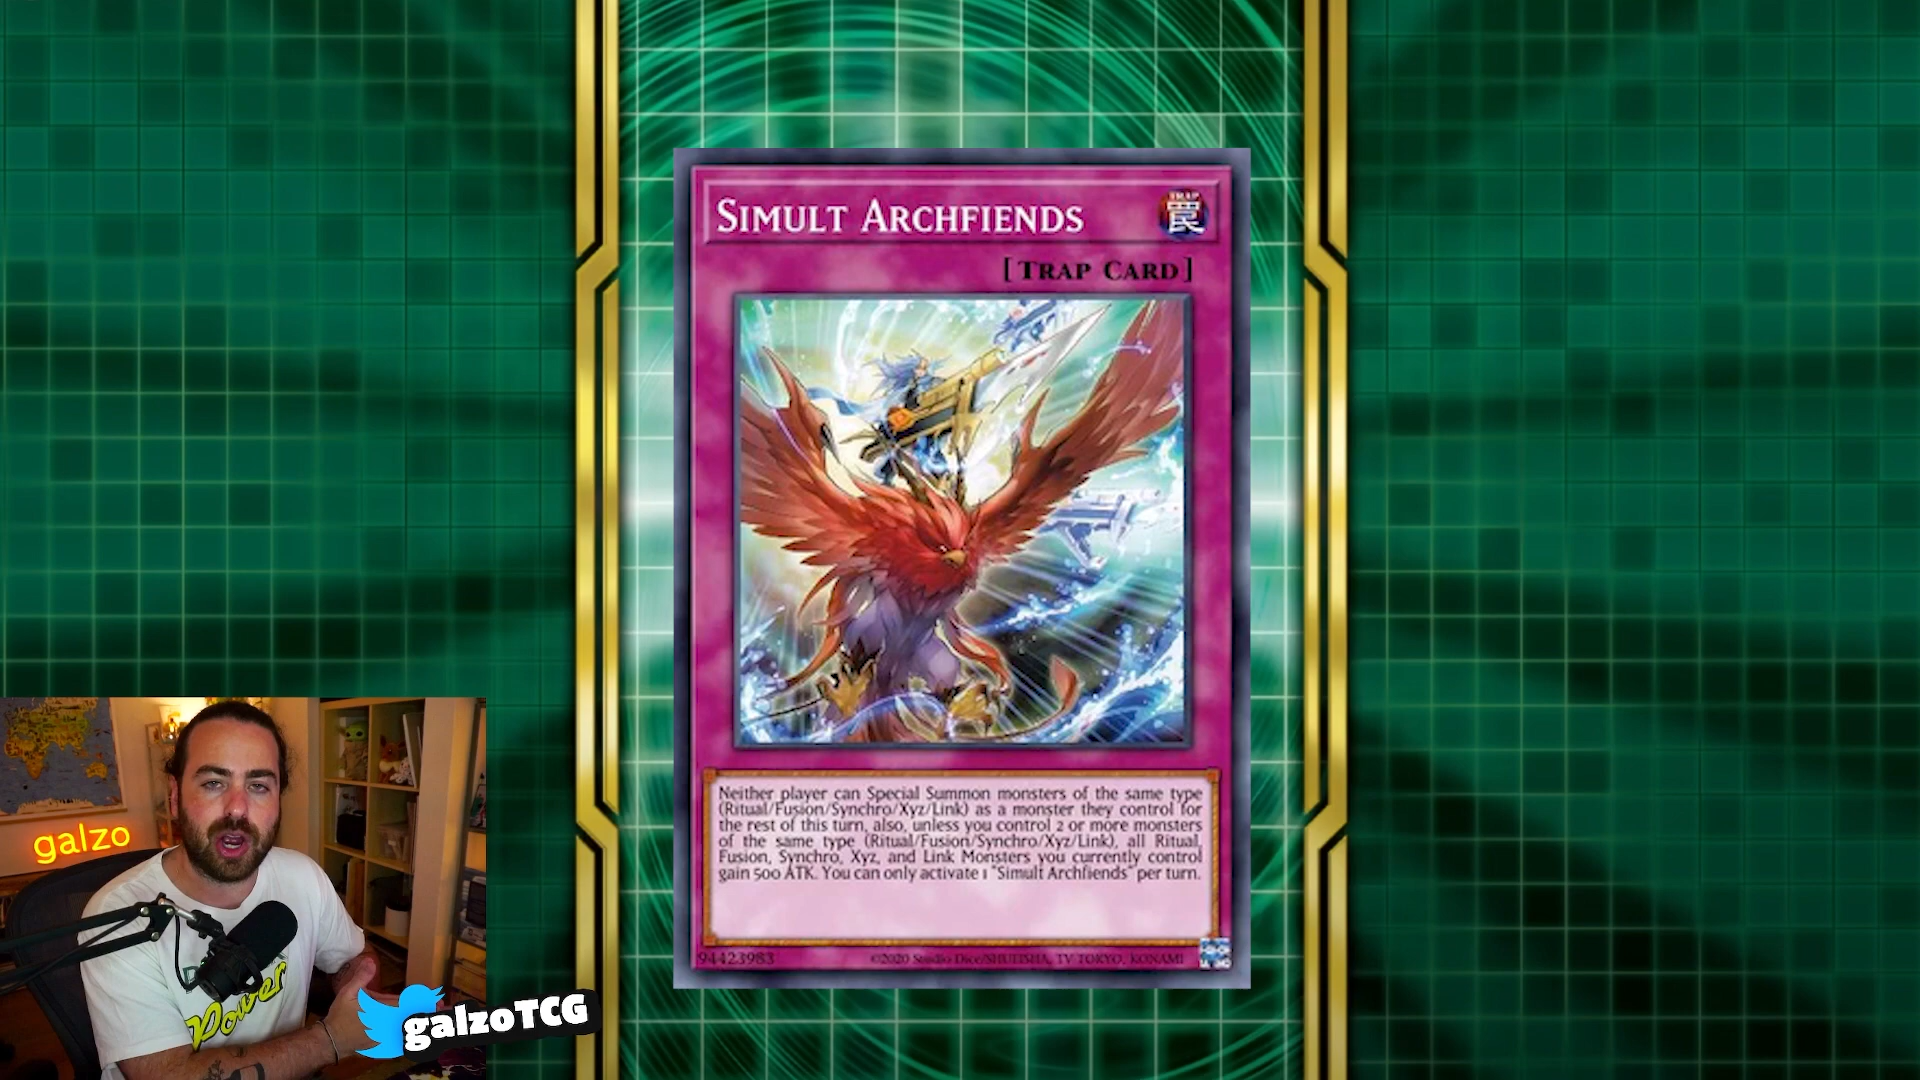 SIMULT ARCHFIENDS
TRAP
罠
[TRAP CARD]
Neither player can Special Summon monsters of the same type
(Ritual/Fusion/Synchro/Xyz/Link) as a monster they control for
the rest of this turn, also, unless you control 2 or more monsters
of the same type (Ritual/Fusion/Synchro/Xyz/Link), all Ritual,
Fusion, Synchro, Xyz, and Link Monsters you currently control
gain 500 ATK. You can only activate 1 "Simult Archfiends" per turn.
94423983
©2020 Studio Dice/SHUEISHA, TV TOKYO, KONAMI
galzo
Power
galzoTCG